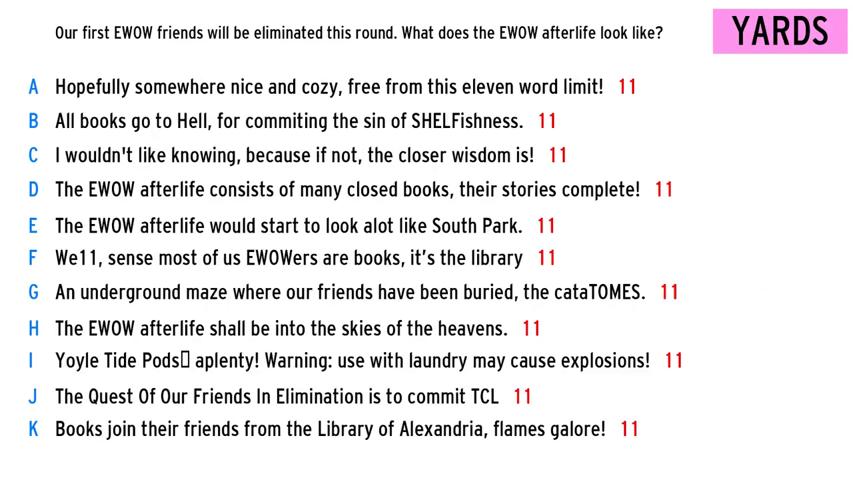 Our first EWOW friends will be eliminated this round. What does the EWOW afterlife look like?
YARDS
A Hopefully somewhere nice and cozy, free from this eleven word limit! 11
B All books go to Hell, for commiting the sin of SHELFishness. 11
C I wouldn't like knowing, because if not, the closer wisdom is! 11
D The EWOW afterlife consists of many closed books, their stories complete! 11
E The EWOW afterlife would start to look alot like South Park. 11
F We11, sense most of us EWOWers are books, it’s the library 11
G An underground maze where our friends have been buried, the cataTOMES. 11
H The EWOW afterlife shall be into the skies of the heavens. 11
I Yoyle Tide Pods▯ aplenty! Warning: use with laundry may cause explosions! 11
J The Quest Of Our Friends In Elimination is to commit TCL 11
K Books join their friends from the Library of Alexandria, flames galore! 11